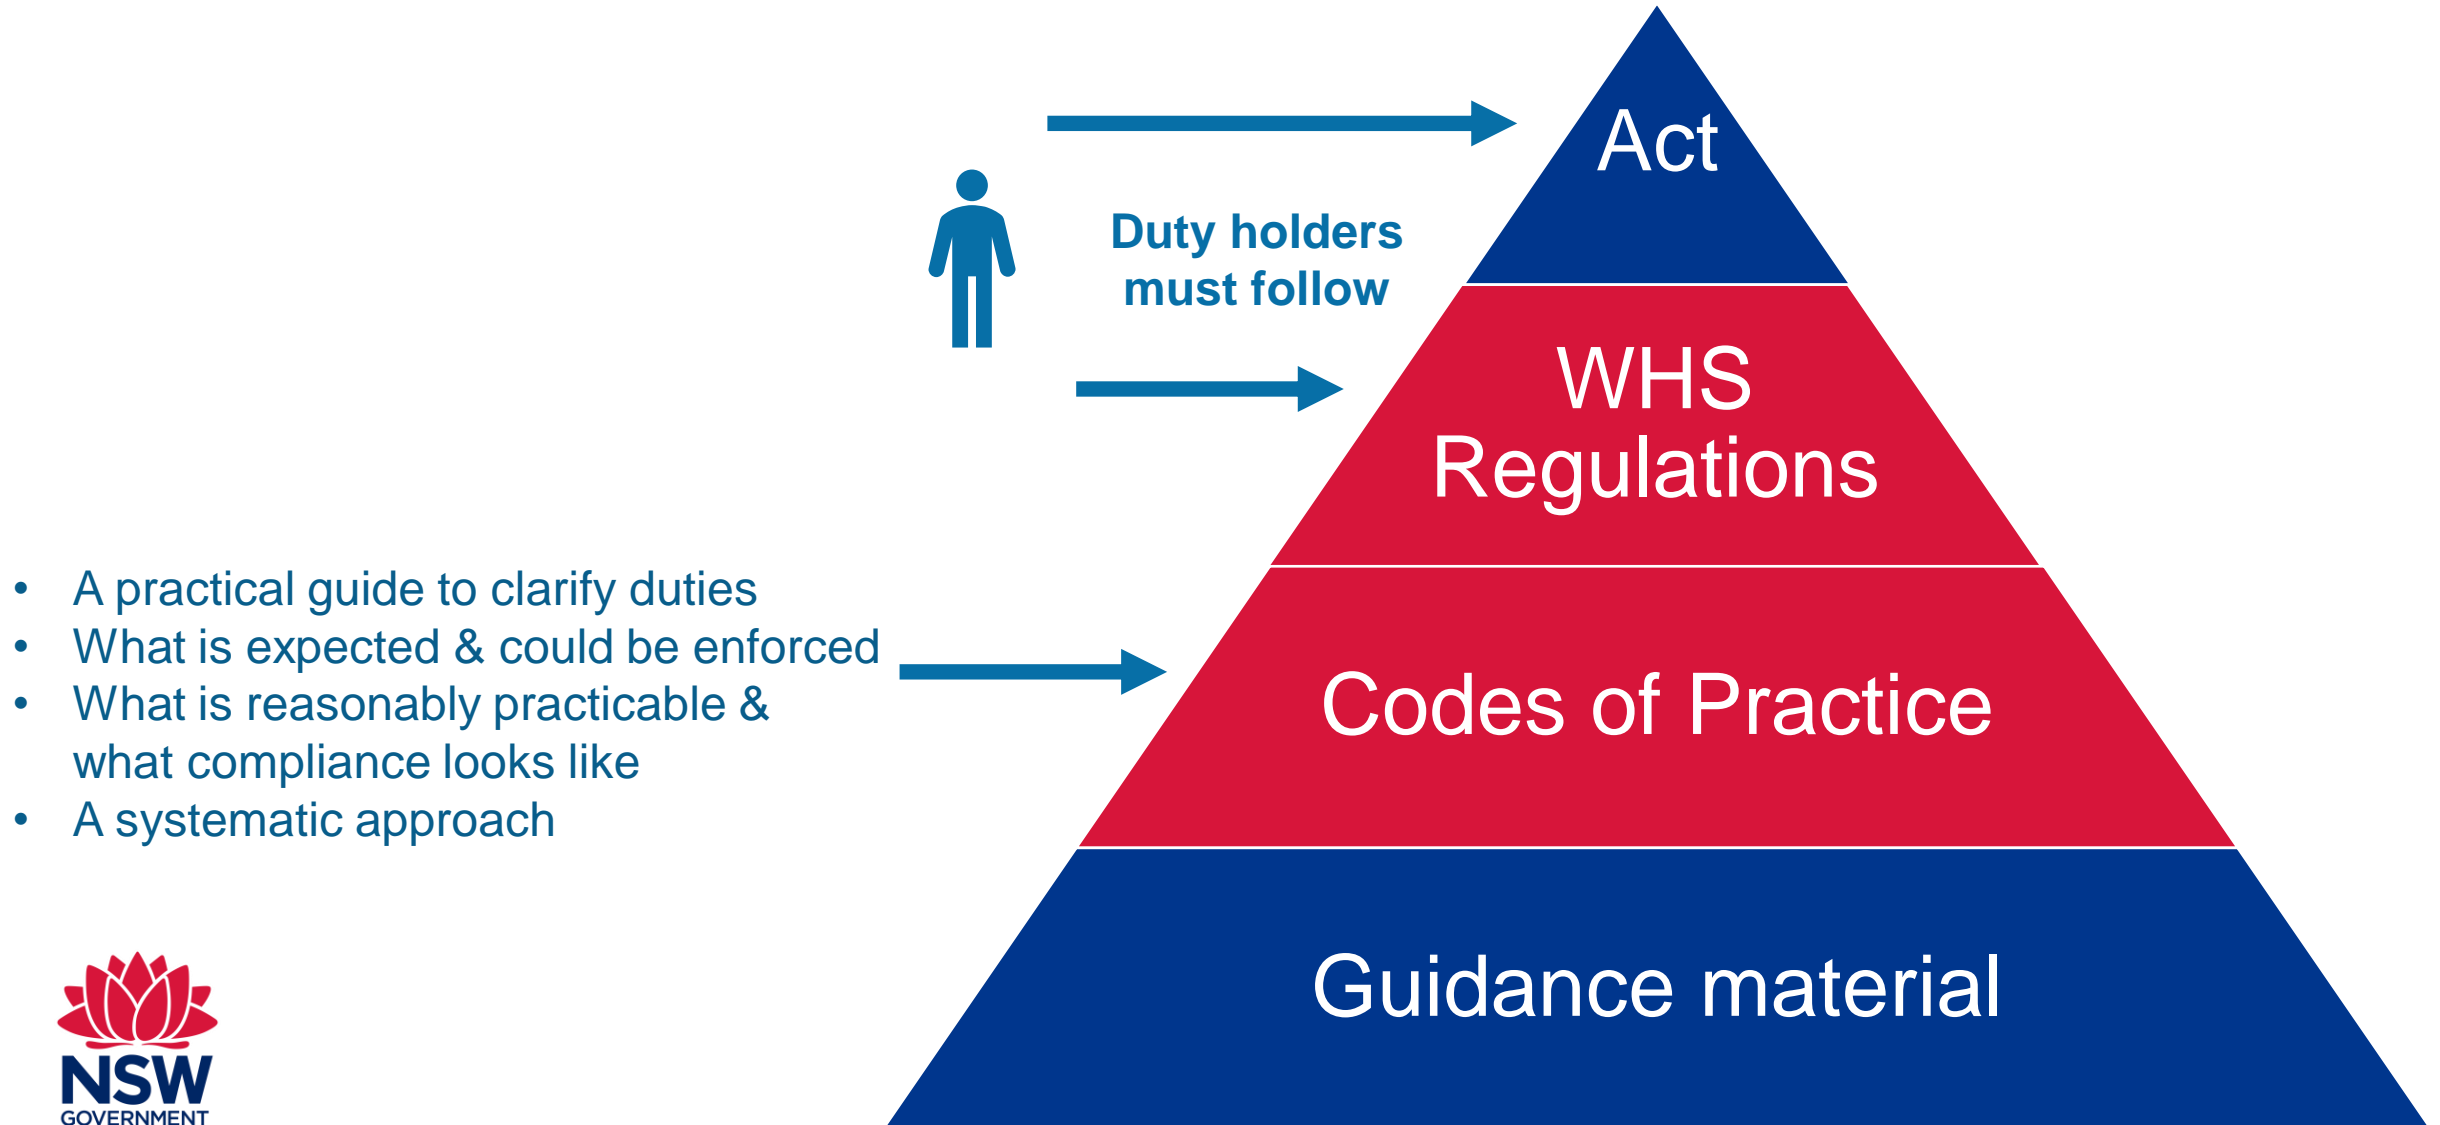 Act
Duty holders
must follow
WHS
Regulations
• A practical guide to clarify duties
• What is expected & could be enforced
• What is reasonably practicable &
what compliance looks like
• A systematic approach
Codes of Practice
Guidance material
NSW
GOVERNMENT